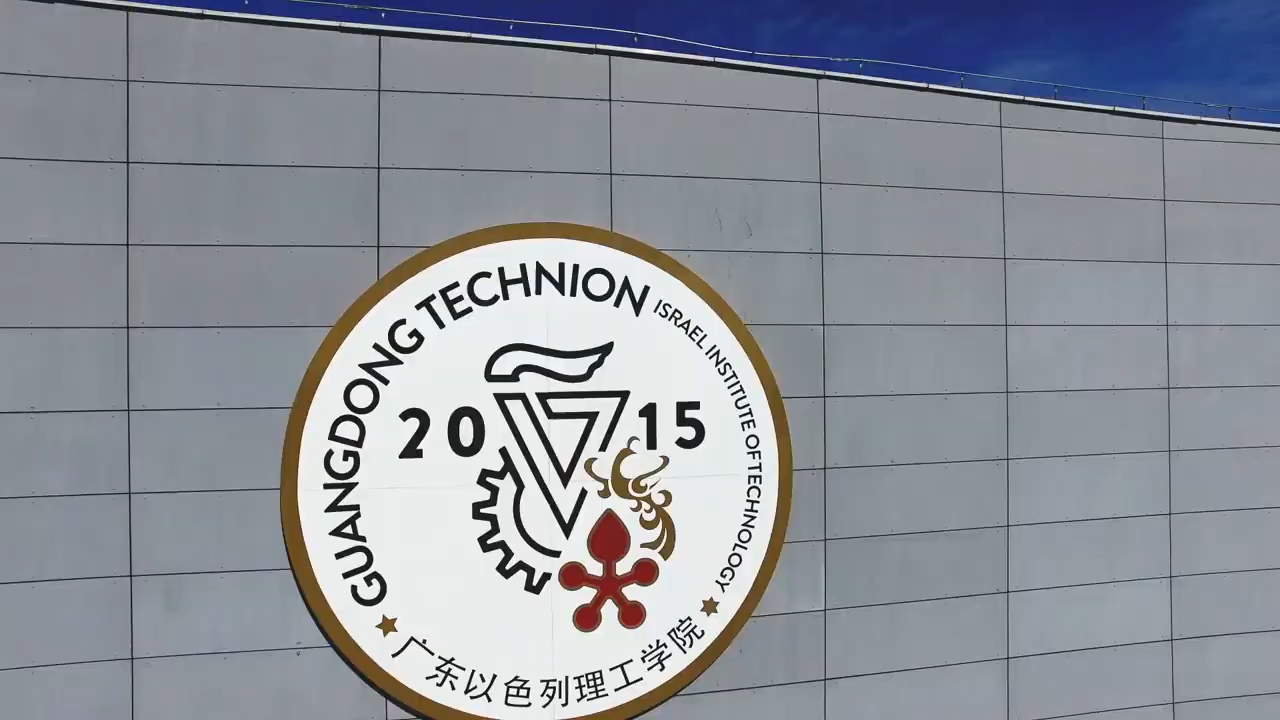 GUANGDONG TECHNION ISRAEL INSTITUTE OF TECHNOLOGY
2015
广东以色列理工学院